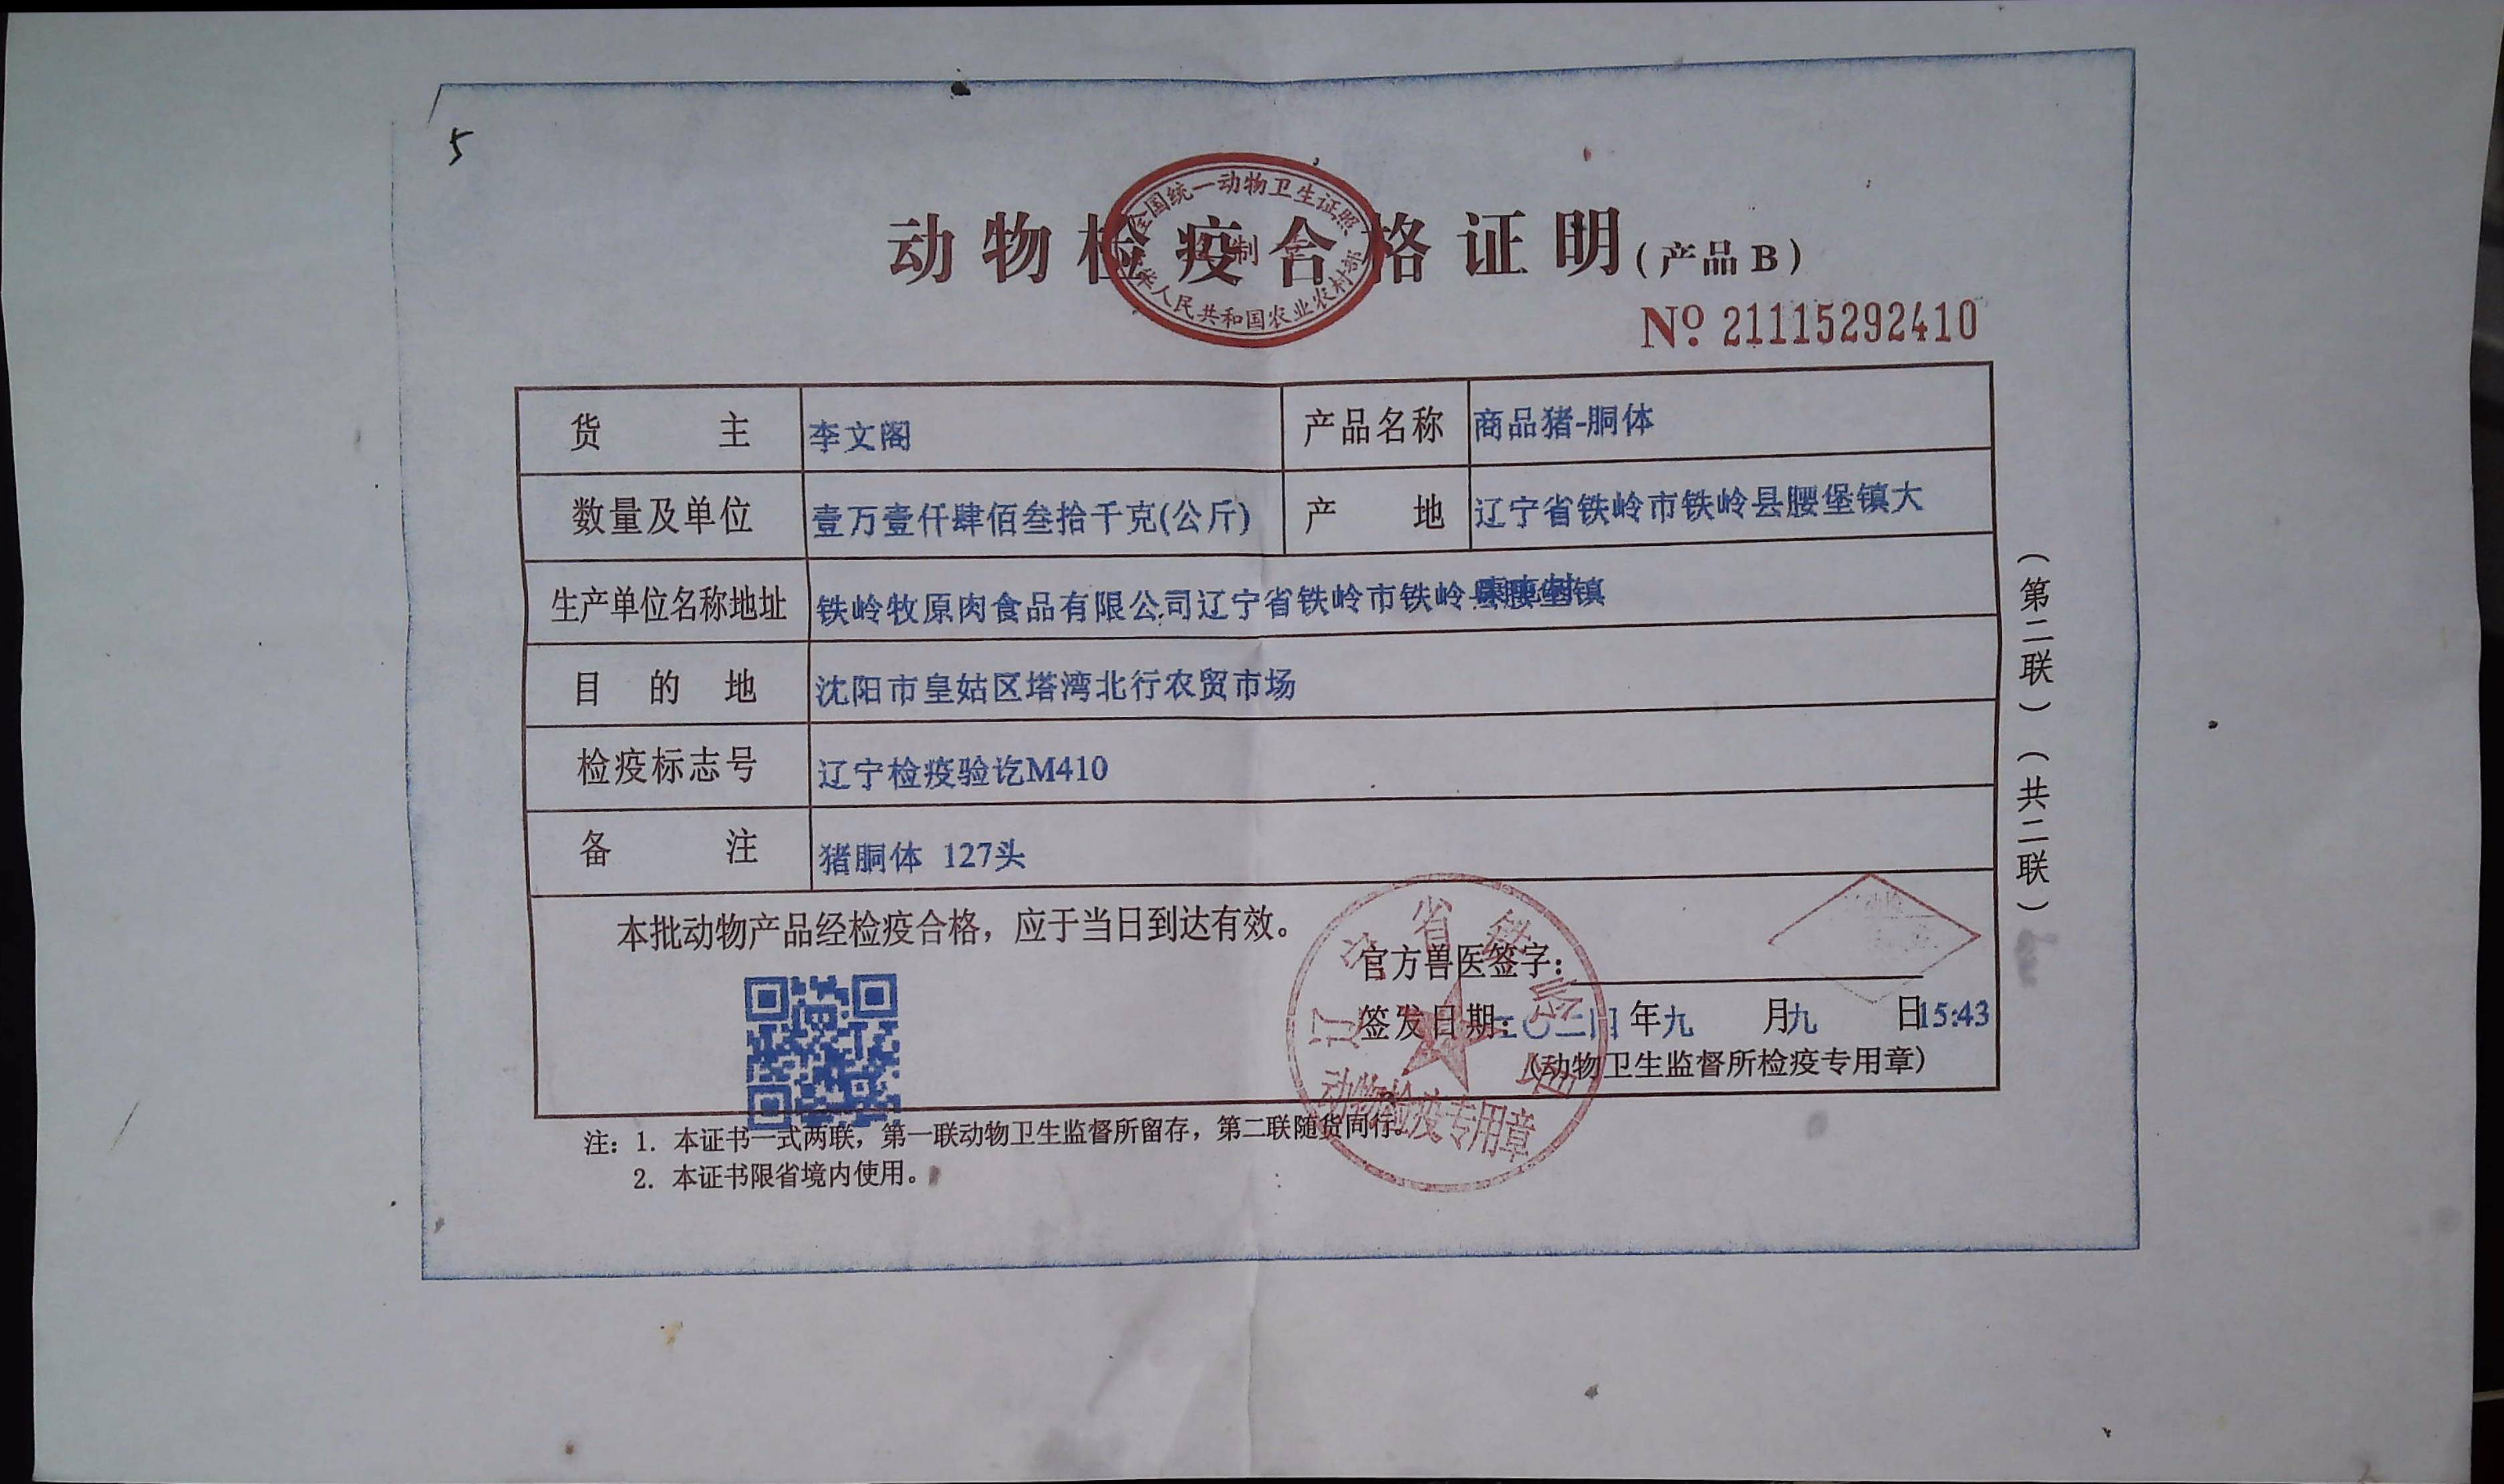 5
全国统一动物卫生证照
动物检疫合格证明(产品B)
制
华人民共和国农业农村部
№ 21115292410
货 主 李文阁 产品名称 商品猪-胴体
数量及单位 壹万壹仟肆佰叁拾千克(公斤) 产 地 辽宁省铁岭市铁岭县腰堡镇大
生产单位名称地址 铁岭牧原肉食品有限公司辽宁省铁岭市铁岭县腰堡镇
目 的 地 沈阳市皇姑区塔湾北行农贸市场
检疫标志号 辽宁检疫验讫M410
备 注 猪胴体 127头
本批动物产品经检疫合格，应于当日到达有效。
官方兽医签字：
签发日期：二〇二四年九 月九 日15:43
(动物卫生监督所检疫专用章)
辽 省铁岭
动物检疫专用章
注：1. 本证书一式两联，第一联动物卫生监督所留存，第二联随货同行。
2. 本证书限省境内使用。
（第二联）（共二联）